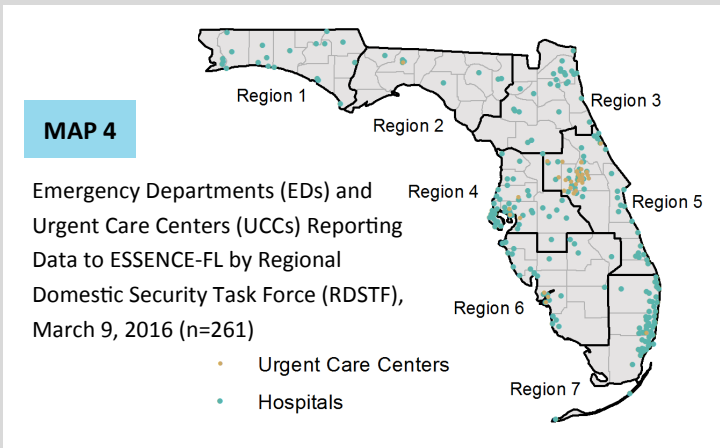 MAP 4
Emergency Departments (EDs) and
Urgent Care Centers (UCCs) Reporting
Data to ESSENCE-FL by Regional
Domestic Security Task Force (RDSTF),
March 9, 2016 (n=261)
Urgent Care Centers
Hospitals
Region 1
Region 2
Region 3
Region 4
Region 5
Region 6
Region 7